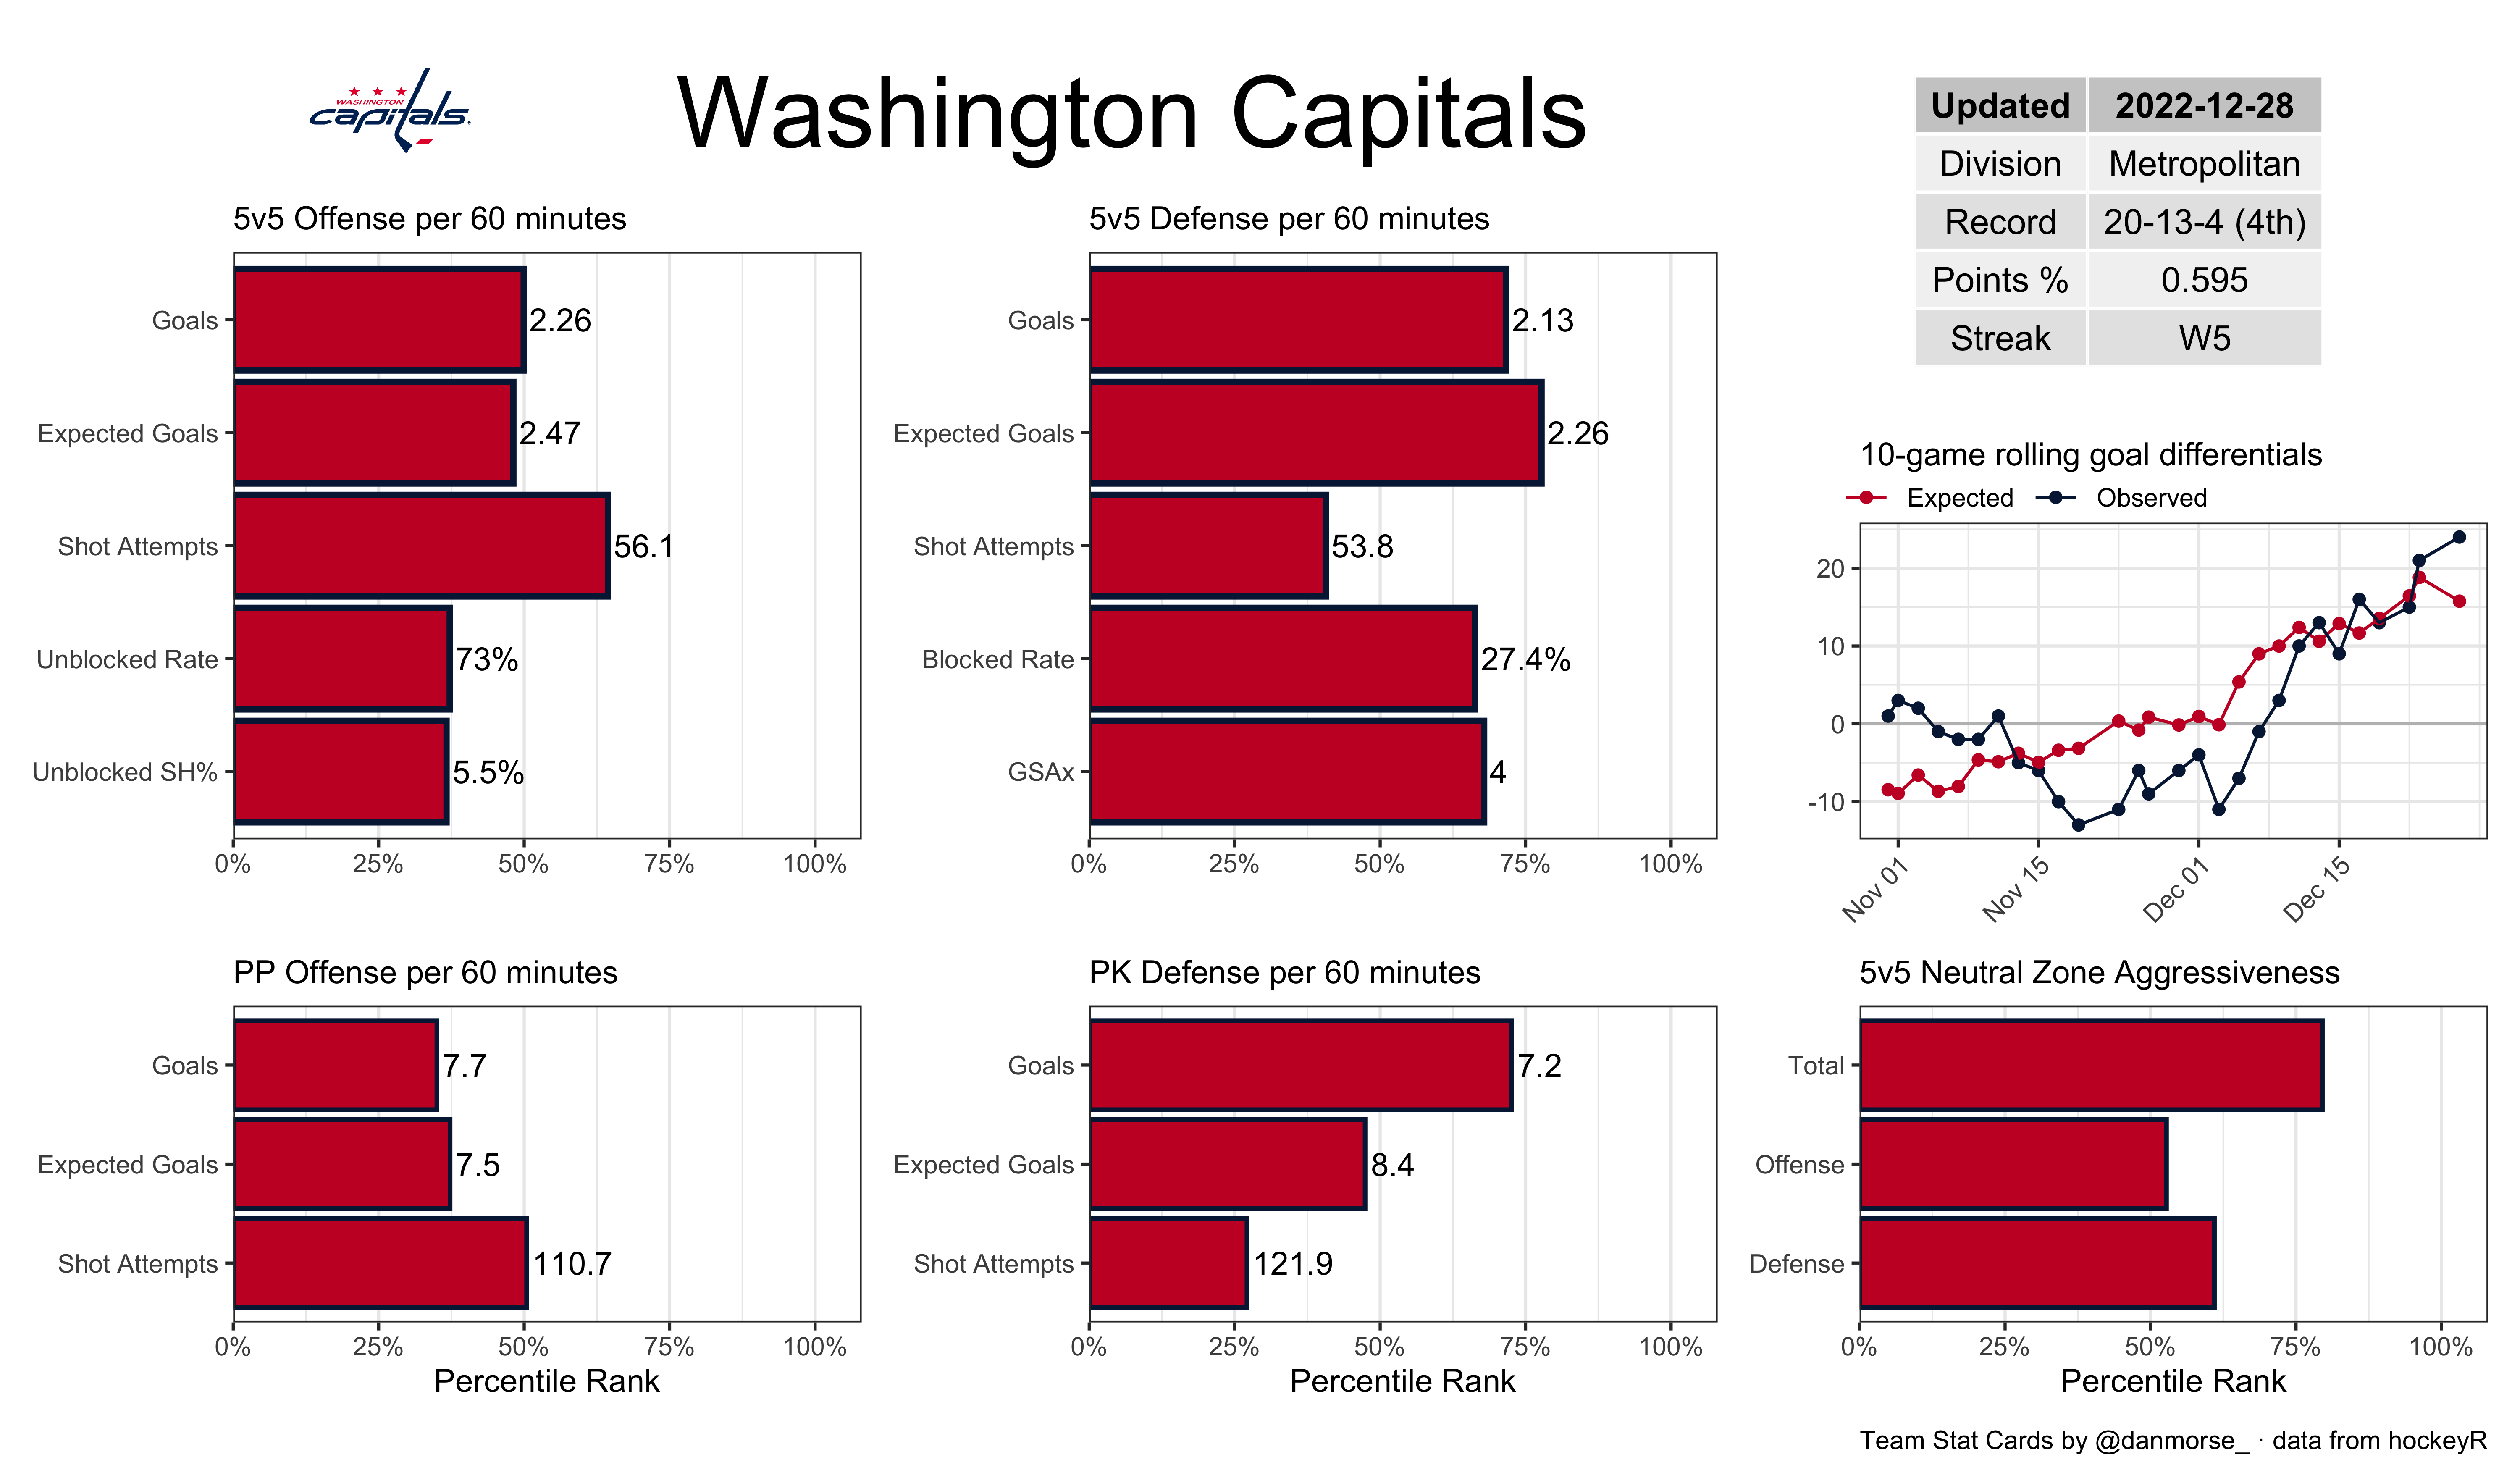 WASHINGTON
capitals.
Washington Capitals
Updated 2022-12-28
Division Metropolitan
Record 20-13-4 (4th)
Points % 0.595
Streak W5
5v5 Offense per 60 minutes
Goals 2.26
Expected Goals 2.47
Shot Attempts 56.1
Unblocked Rate 73%
Unblocked SH% 5.5%
0% 25% 50% 75% 100%
5v5 Defense per 60 minutes
Goals 2.13
Expected Goals 2.26
Shot Attempts 53.8
Blocked Rate 27.4%
GSAx 4
0% 25% 50% 75% 100%
10-game rolling goal differentials
Expected Observed
20
10
0
-10
Nov 01 Nov 15 Dec 01 Dec 15
PP Offense per 60 minutes
Goals 7.7
Expected Goals 7.5
Shot Attempts 110.7
0% 25% 50% 75% 100%
Percentile Rank
PK Defense per 60 minutes
Goals 7.2
Expected Goals 8.4
Shot Attempts 121.9
0% 25% 50% 75% 100%
Percentile Rank
5v5 Neutral Zone Aggressiveness
Total
Offense
Defense
0% 25% 50% 75% 100%
Percentile Rank
Team Stat Cards by @danmorse_ · data from hockeyR